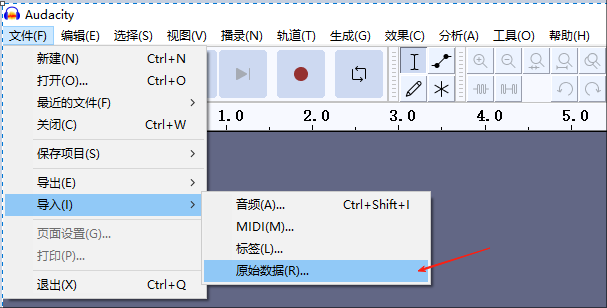 Audacity
文件(F) 编辑(E) 选择(S) 视图(V) 播录(N) 轨道(T) 生成(G) 效果(C) 分析(A) 工具(O) 帮助(H)
新建(N) Ctrl+N
打开(O)... Ctrl+O
最近的文件(F)
关闭(C) Ctrl+W
1.0 2.0 3.0 4.0 5.0
保存项目(S)
导出(E)
导入(I)
音频(A)... Ctrl+Shift+I
MIDI(M)...
页面设置(G)...
标签(L)...
打印(P)...
原始数据(R)...
退出(X) Ctrl+Q